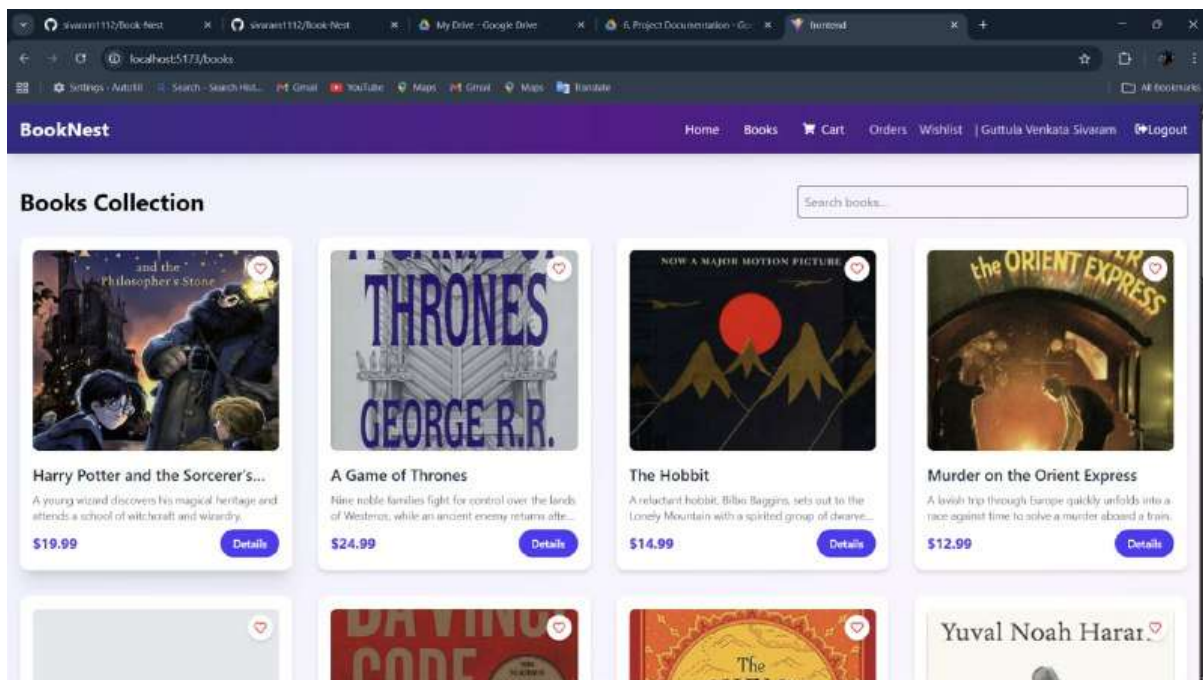 sivaram1112/Book-Nest
sivaram1112/Book-Nest
My Drive - Google Drive
6. Project Documentation - Go
frontend
localhost:5173/books
Settings - Autofill
Search - Search Hist...
Gmail
YouTube
Maps
Gmail
Maps
Translate
All Bookmarks
BookNest
Home
Books
Cart
Orders
Wishlist
| Guttula Venkata Sivaram
Logout
Books Collection
Search books...
and the
Philosopher's Stone
THRONES
GEORGE R.R.
NOW A MAJOR MOTION PICTURE
the ORIENT EXPRESS
Harry Potter and the Sorcerer's...
A young wizard discovers his magical heritage and
attends a school of witchcraft and wizardry.
$19.99
Details
A Game of Thrones
Nine noble families fight for control over the lands
of Westeros, while an ancient enemy returns afte...
$24.99
Details
The Hobbit
A reluctant hobbit, Bilbo Baggins, sets out to the
Lonely Mountain with a spirited group of dwarve...
$14.99
Details
Murder on the Orient Express
A lavish trip through Europe quickly unfolds into a
race against time to solve a murder aboard a train.
$12.99
Details
DA VINCI
CODE
The
Yuval Noah Harar